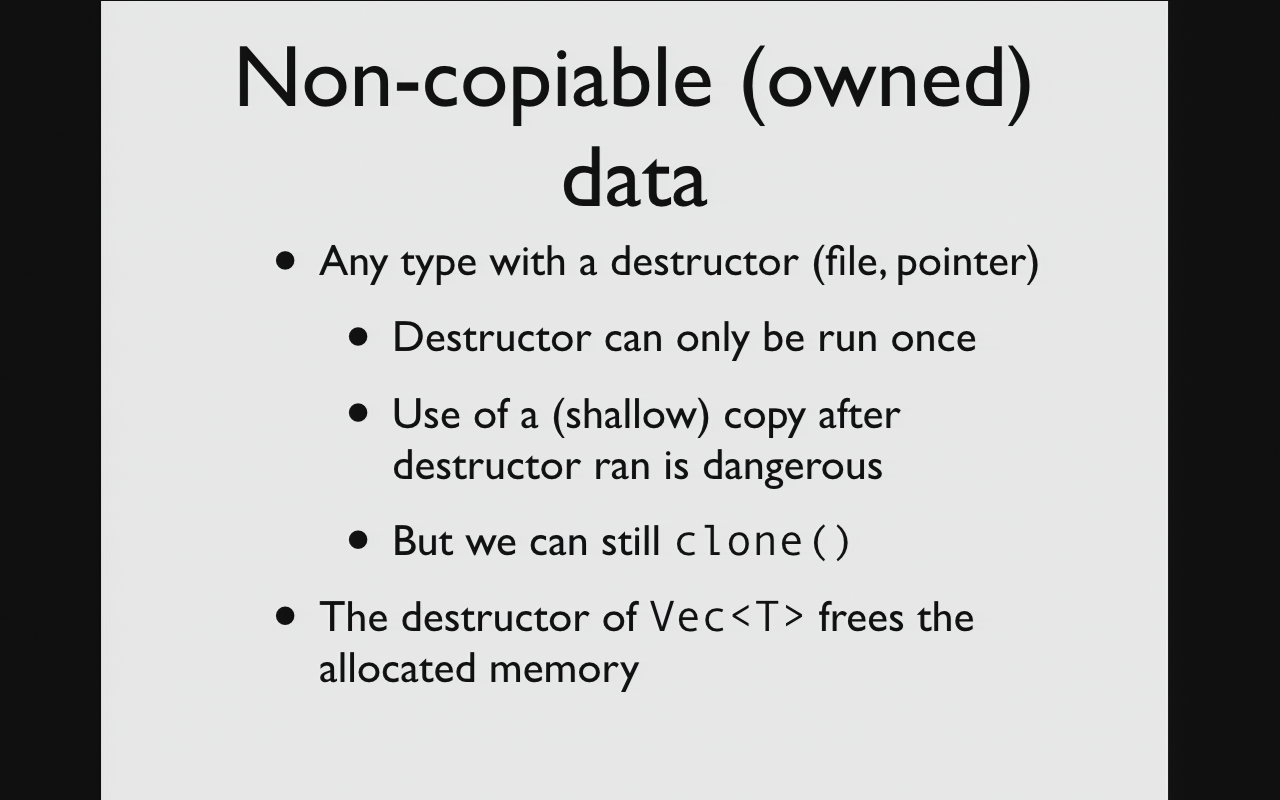 Non-copiable (owned)
data
• Any type with a destructor (file, pointer)
• Destructor can only be run once
• Use of a (shallow) copy after
destructor ran is dangerous
• But we can still clone()
• The destructor of Vec<T> frees the
allocated memory